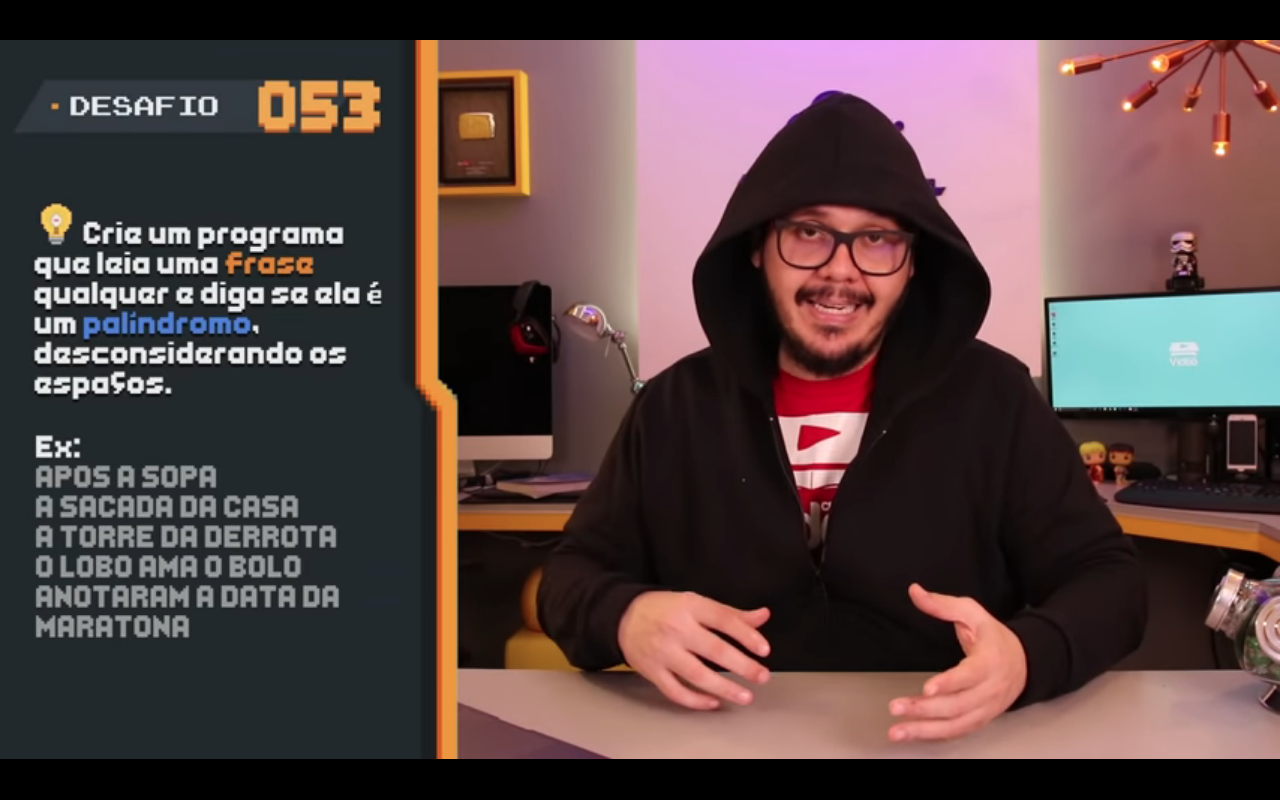 DESAFIO 053
Crie um programa
que leia uma frase
qualquer e diga se ela é
um palíndromo,
desconsiderando os
espaços.
Ex:
APOS A SOPA
A SACADA DA CASA
A TORRE DA DERROTA
O LOBO AMA O BOLO
ANOTARAM A DATA DA
MARATONA